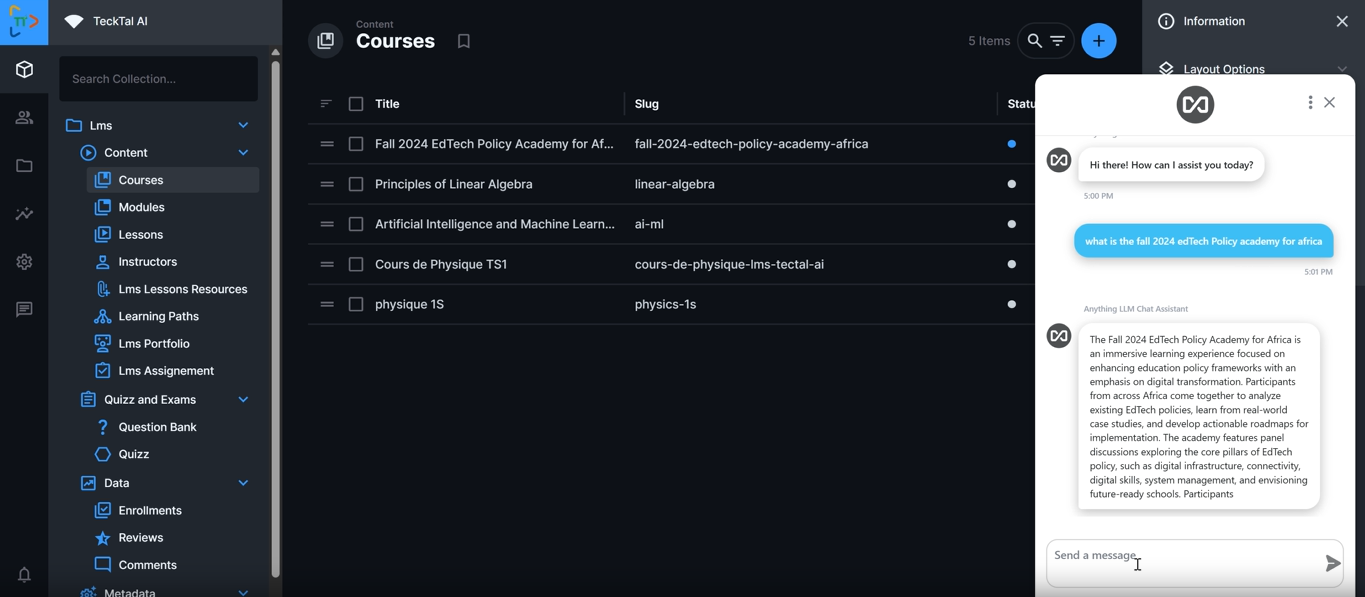 TY
TeckTal AI
Search Collection...
Lms
Content
Courses
Modules
Lessons
Instructors
Lms Lessons Resources
Learning Paths
Lms Portfolio
Lms Assignement
Quizz and Exams
Question Bank
Quizz
Data
Enrollments
Reviews
Comments
Metadata
Content
Courses
5 Items
Title
Slug
Statu
Fall 2024 EdTech Policy Academy for Af...
fall-2024-edtech-policy-academy-africa
Principles of Linear Algebra
linear-algebra
Artificial Intelligence and Machine Learn...
ai-ml
Cours de Physique TS1
cours-de-physique-lms-tectal-ai
physique 1S
physics-1s
Information
Layout Options
Hi there! How can I assist you today?
5:00 PM
what is the fall 2024 edTech Policy academy for africa
5:01 PM
Anything LLM Chat Assistant
The Fall 2024 EdTech Policy Academy for Africa is
an immersive learning experience focused on
enhancing education policy frameworks with an
emphasis on digital transformation. Participants
from across Africa come together to analyze
existing EdTech policies, learn from real-world
case studies, and develop actionable roadmaps for
implementation. The academy features panel
discussions exploring the core pillars of EdTech
policy, such as digital infrastructure, connectivity,
digital skills, system management, and envisioning
future-ready schools. Participants
Send a message